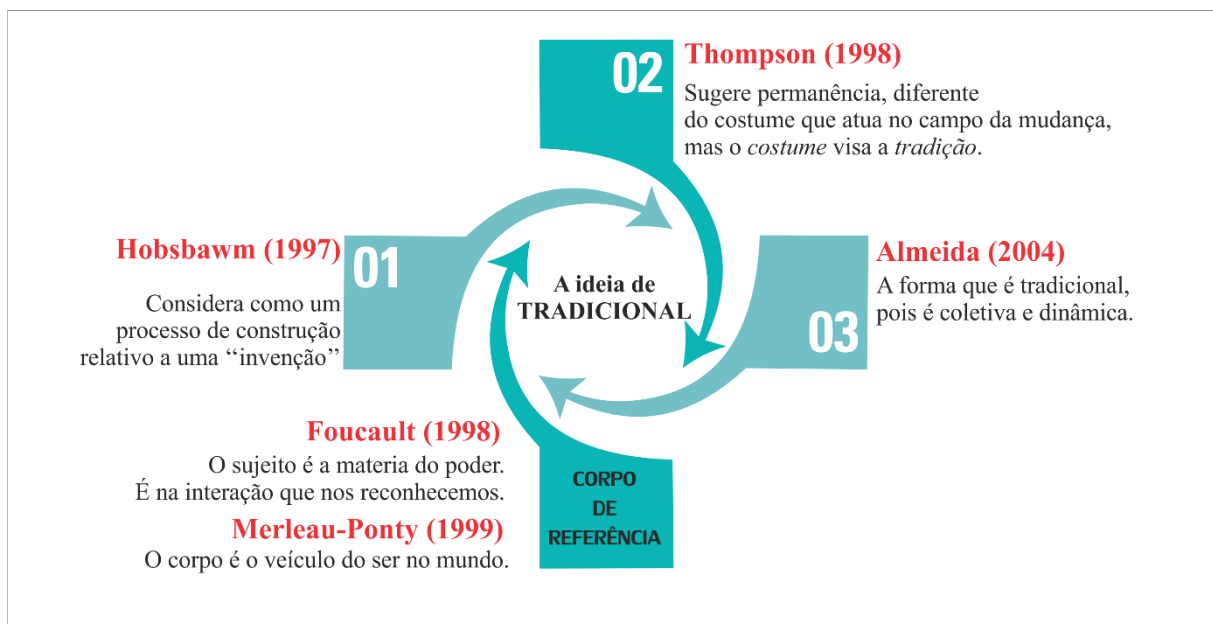 02
Thompson (1998)
Sugere permanência, diferente
do costume que atua no campo da mudança,
mas o costume visa a tradição.
Hobsbawm (1997)
01
Considera como um
processo de construção
relativo a uma “invenção”
A ideia de
TRADICIONAL
Almeida (2004)
A forma que é tradicional,
pois é coletiva e dinâmica.
03
Foucault (1998)
O sujeito é a materia do poder.
É na interação que nos reconhecemos.
Merleau-Ponty (1999)
O corpo é o veículo do ser no mundo.
CORPO
DE
REFERÊNCIA